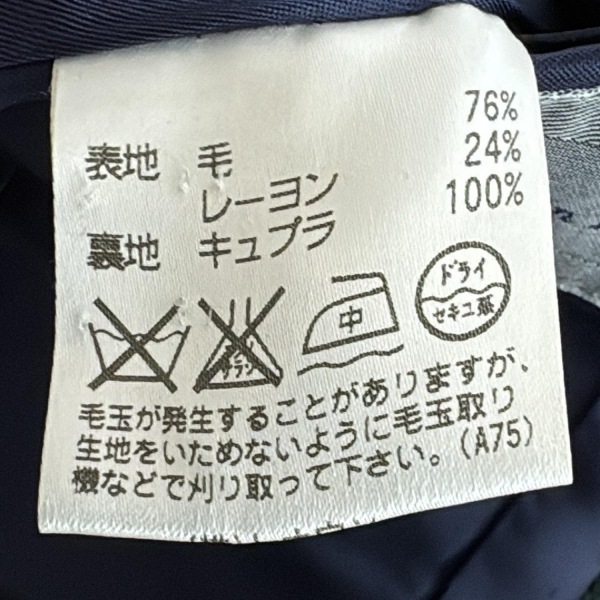 表地 毛 76%
レーヨン 24%
裏地 キュプラ 100%
サラシ
中
ドライ
セキユ系
毛玉が発生することがありますが、
生地をいためないように毛玉取り
機などで刈り取って下さい。(A75)